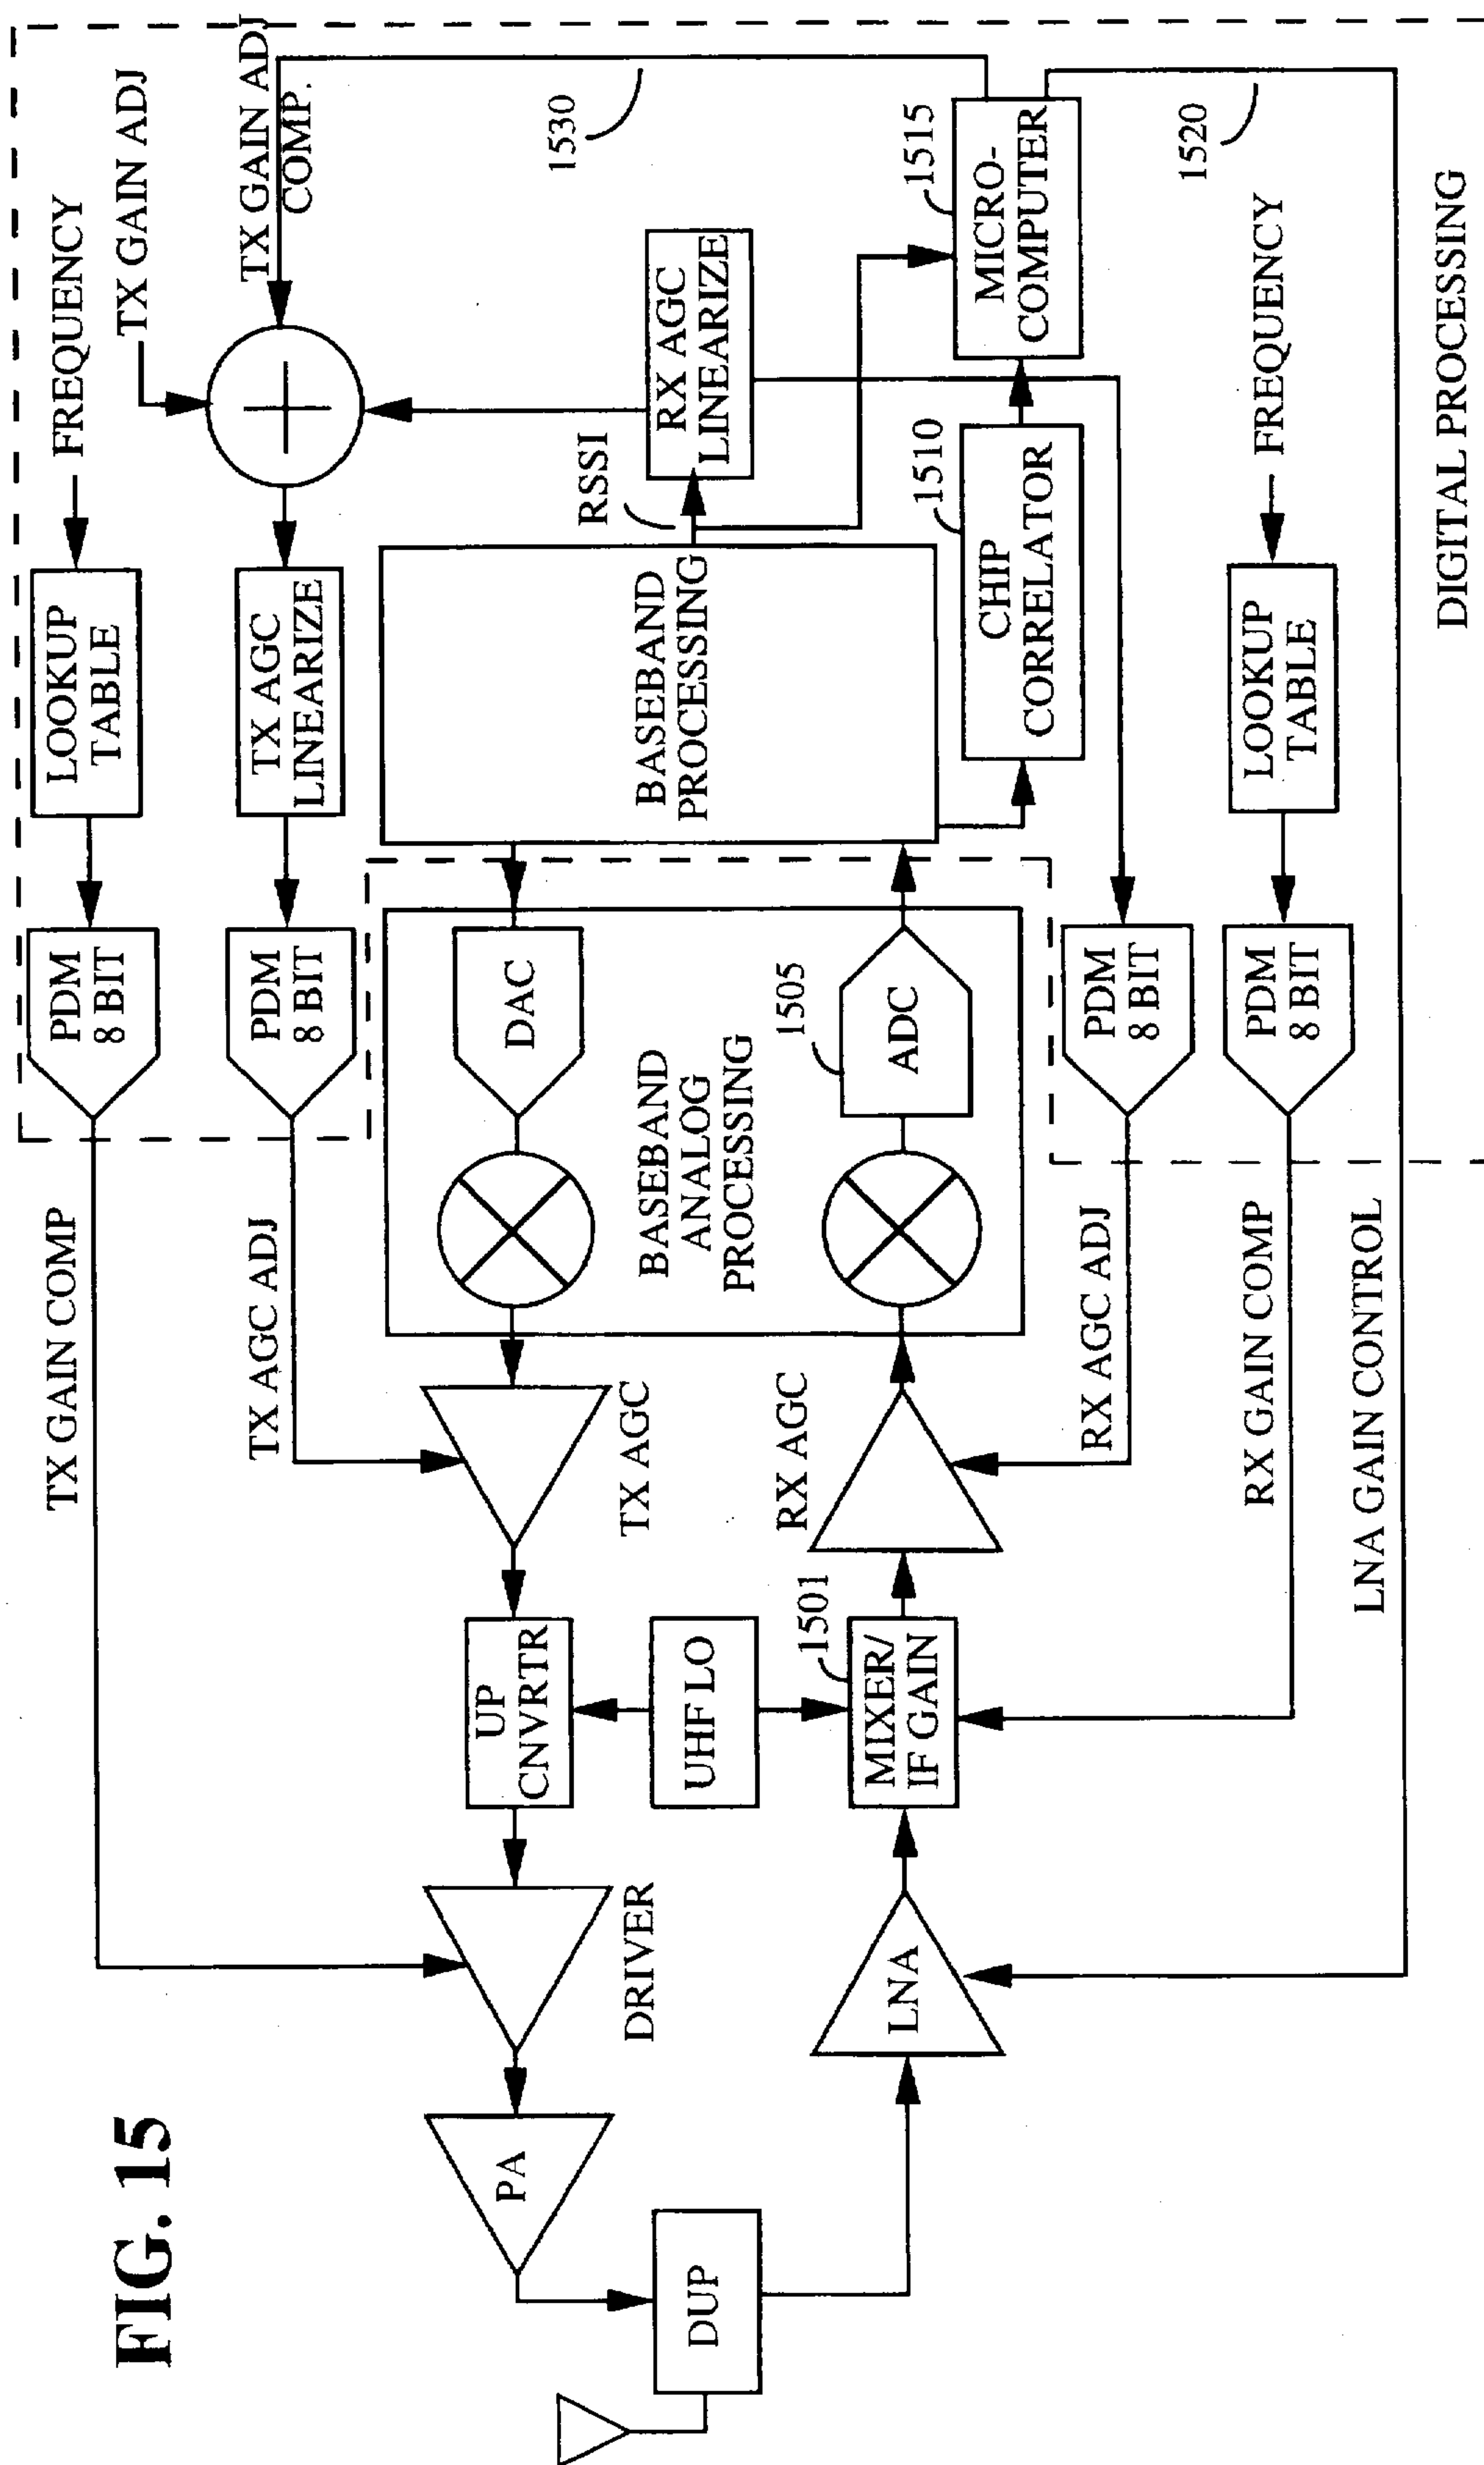 FIG. 15
TX GAIN COMP
PDM
8 BIT
LOOKUP
TABLE
FREQUENCY
TX GAIN ADJ
TX AGC ADJ
PDM
8 BIT
TX AGC
LINEARIZE
TX GAIN ADJ
COMP.
1530
PA
DRIVER
UP
CNVRTR
TX AGC
DAC
BASEBAND
ANALOG
PROCESSING
BASEBAND
PROCESSING
RSSI
RX AGC
LINEARIZE
DUP
UHF LO
LNA
MIXER/
IF GAIN
1501
RX AGC
ADC
1505
CHIP
CORRELATOR
1510
MICRO-
COMPUTER
1515
1520
RX AGC ADJ
PDM
8 BIT
RX GAIN COMP
PDM
8 BIT
LOOKUP
TABLE
FREQUENCY
LNA GAIN CONTROL
DIGITAL PROCESSING